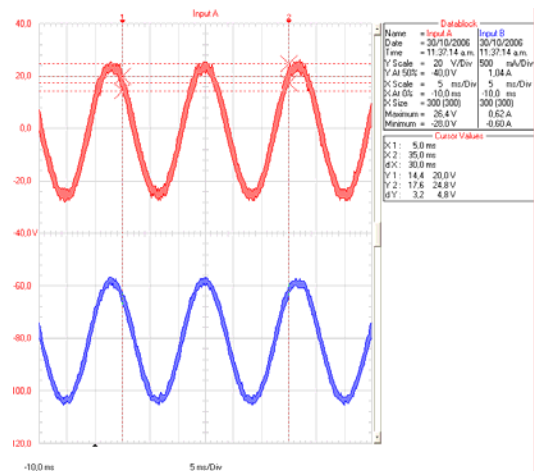 Input A
1
2
40.0
20.0
0.0
-40,0V
-60.0
-80.0
100.0
120.0
-10,0 ms
5 ms/Div
Datablock
Name = Input A Input B
Date = 30/10/2006 30/10/2006
Time = 11.37.14 a.m. 11.37.14 a.m.
Y Scale = 20 V/Div 500 mA/Div
Y At 50% = -40,0 V 1,04 A
X Scale = 5 ms/Div 5 ms/Div
X At 0% = -10,0 ms -10,0 ms
X Size = 300 (300) 300 (300)
Maximum = 26,4 V 0,62 A
Minimum = -28,0 V -0,60 A
Cursor Values
X1: 5,0 ms
X2: 35,0 ms
dX: 30,0 ms
Y1: 14,4 20,0 V
Y2: 17,6 24,8 V
dY: 3,2 4,8 V